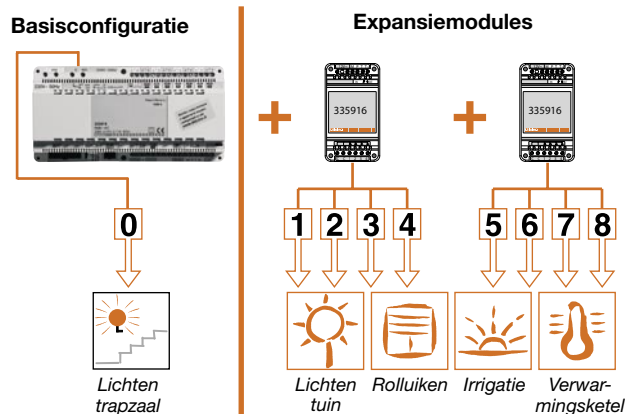 Basisconfiguratie
Expansiemodules
335916
335916
0
1 2 3 4
5 6 7 8
L
Lichten
trapzaal
Lichten
tuin
Rolluiken
Irrigatie
Verwar-
mingsketel